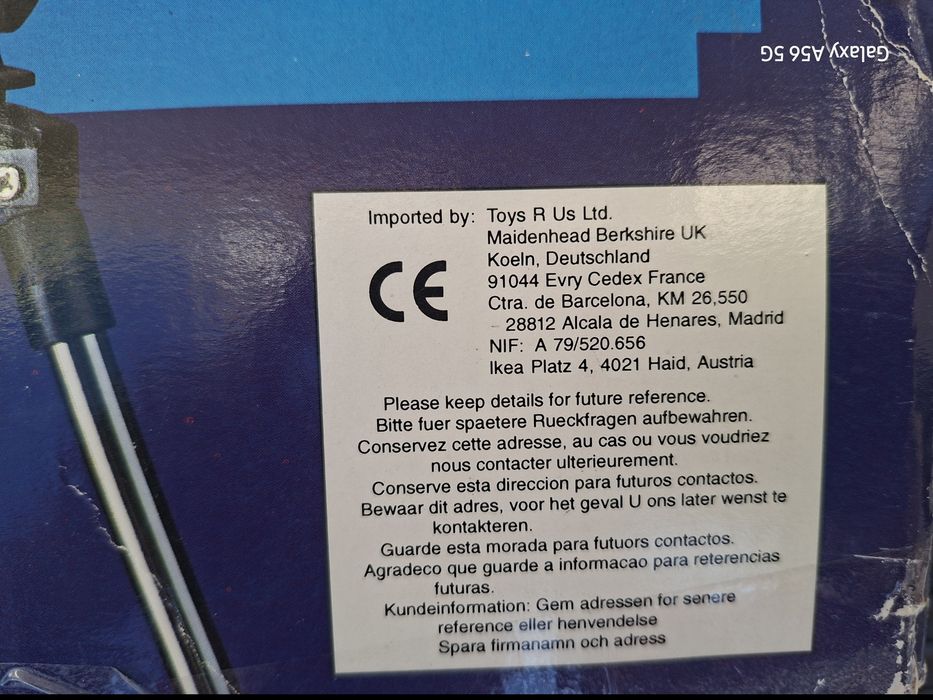 Galaxy A56 5G
Imported by: Toys R Us Ltd.
Maidenhead Berkshire UK
Koeln, Deutschland
91044 Evry Cedex France
Ctra. de Barcelona, KM 26,550
- 28812 Alcala de Henares, Madrid
NIF: A 79/520.656
Ikea Platz 4, 4021 Haid, Austria
CE
Please keep details for future reference.
Bitte fuer spaetere Rueckfragen aufbewahren.
Conservez cette adresse, au cas ou vous voudriez
nous contacter ulterieurement.
Conserve esta direccion para futuros contactos.
Bewaar dit adres, voor het geval U ons later wenst te
kontakteren.
Guarde esta morada para futuors contactos.
Agradeco que guarde a informacao para reterencias
futuras.
Kundeinformation: Gem adressen for senere
reference eller henvendelse
Spara firmanamn och adress